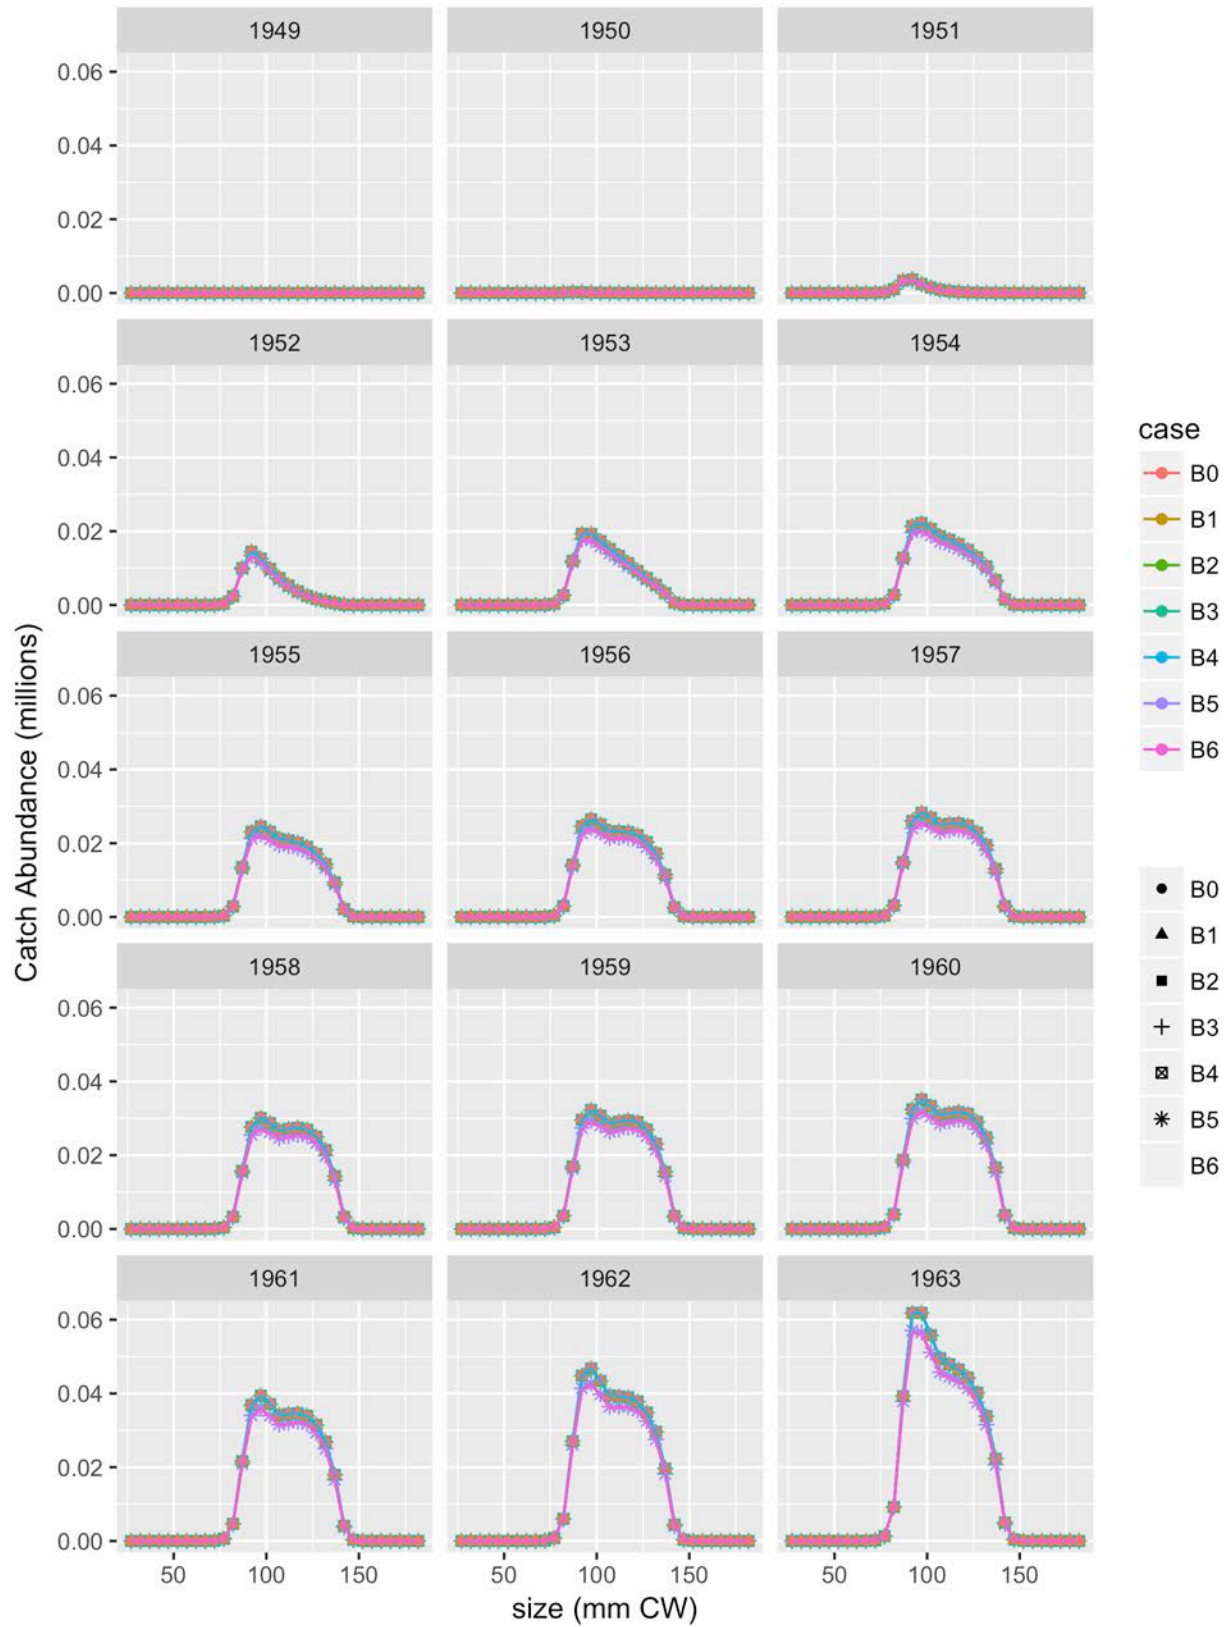 1949 1950 1951
0.06
0.04
0.02
0.00
1952 1953 1954
0.06
0.04
0.02
0.00
1955 1956 1957
0.06
0.04
0.02
0.00
1958 1959 1960
0.06
0.04
0.02
0.00
1961 1962 1963
0.06
0.04
0.02
0.00
50 100 150 50 100 150 50 100 150
size (mm CW)
Catch Abundance (millions)
case
B0
B1
B2
B3
B4
B5
B6
B0
B1
B2
B3
B4
B5
B6